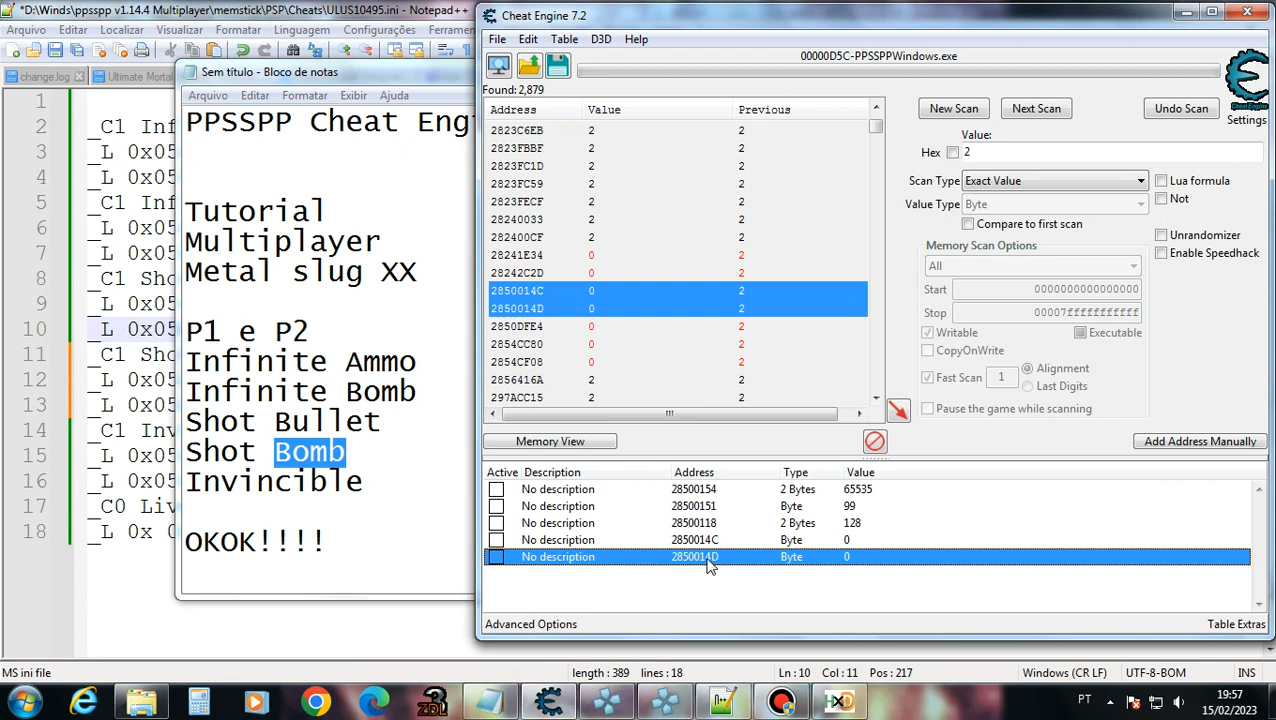 *D:\Winds\ppsspp v1.14.4 Multiplayer\memstick\PSP\Cheats\ULUS10495.ini - Notepad++
Arquivo Editar Localizar Visualizar Formatar Linguagem Configurações Ferramen
change.log Ultimate Mortal
1
2 _C1 Inf
3 _L 0x05
4 _L 0x05
5 _C1 Inf
6 _L 0x05
7 _L 0x05
8 _C1 Sho
9 _L 0x05
10 _L 0x05
11 _C1 Sho
12 _L 0x05
13 _L 0x05
14 _C1 Inv
15 _L 0x05
16 _L 0x05
17 _C0 Liv
18 _L 0x 0
Sem título - Bloco de notas
Arquivo Editar Formatar Exibir Ajuda
PPSSPP Cheat Eng
Tutorial
Multiplayer
Metal slug XX
P1 e P2
Infinite Ammo
Infinite Bomb
Shot Bullet
Shot Bomb
Invincible
OKOK!!!!
Cheat Engine 7.2
File Edit Table D3D Help
00000D5C-PPSSPPWindows.exe
Found: 2,879
Address Value Previous
2823C6EB 2 2
2823FBBF 2 2
2823FC1D 2 2
2823FC59 2 2
2823FECF 2 2
28240033 2 2
282400CF 2 2
28241E34 0 2
28242C2D 0 2
2850014C 0 2
2850014D 0 2
2850DFE4 0 2
2854CC80 0 2
2854CF08 0 2
2856416A 2 2
297ACC15 2 2
New Scan Next Scan Undo Scan
Settings
Value:
Hex 2
Scan Type Exact Value
Lua formula
Value Type Byte
Not
Compare to first scan
Unrandomizer
Enable Speedhack
Memory Scan Options
All
Start 0000000000000000
Stop 00007fffffffffff
Writable Executable
CopyOnWrite
Fast Scan 1 Alignment
Last Digits
Pause the game while scanning
Memory View Add Address Manually
Active Description Address Type Value
No description 28500154 2 Bytes 65535
No description 28500151 Byte 99
No description 28500118 2 Bytes 128
No description 2850014C Byte 0
No description 2850014D Byte 0
Advanced Options Table Extras
MS ini file length : 389 lines : 18 Ln : 10 Col : 11 Pos : 217 Windows (CR LF) UTF-8-BOM INS
ZDL HXD PT 19:57
15/02/2023